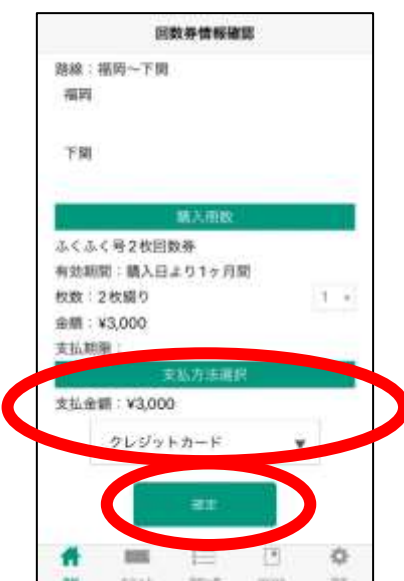 回数券情報確認
路線：福岡～下関
福岡
下関
購入冊数
ふくふく号2枚回数券
有効期間：購入日より1ヶ月間
枚数：2枚綴り
1
金額：¥3,000
支払期限：
支払方法選択
支払金額：¥3,000
クレジットカード
確定